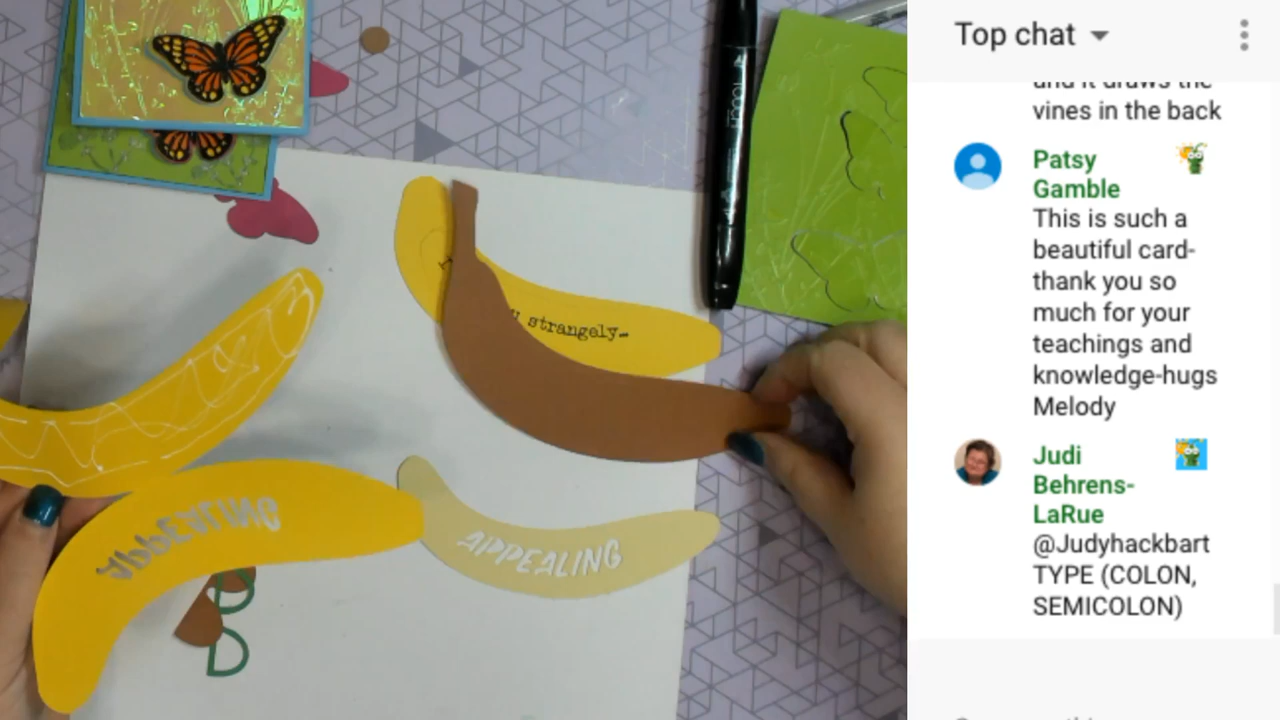 Top chat
vines in the back
Patsy
Gamble
This is such a
beautiful card-
thank you so
much for your
teachings and
knowledge-hugs
Melody
Judi
Behrens-
LaRue
@Judyhackbart
TYPE (COLON,
SEMICOLON)
strangely...
APPEALING
APPEALING